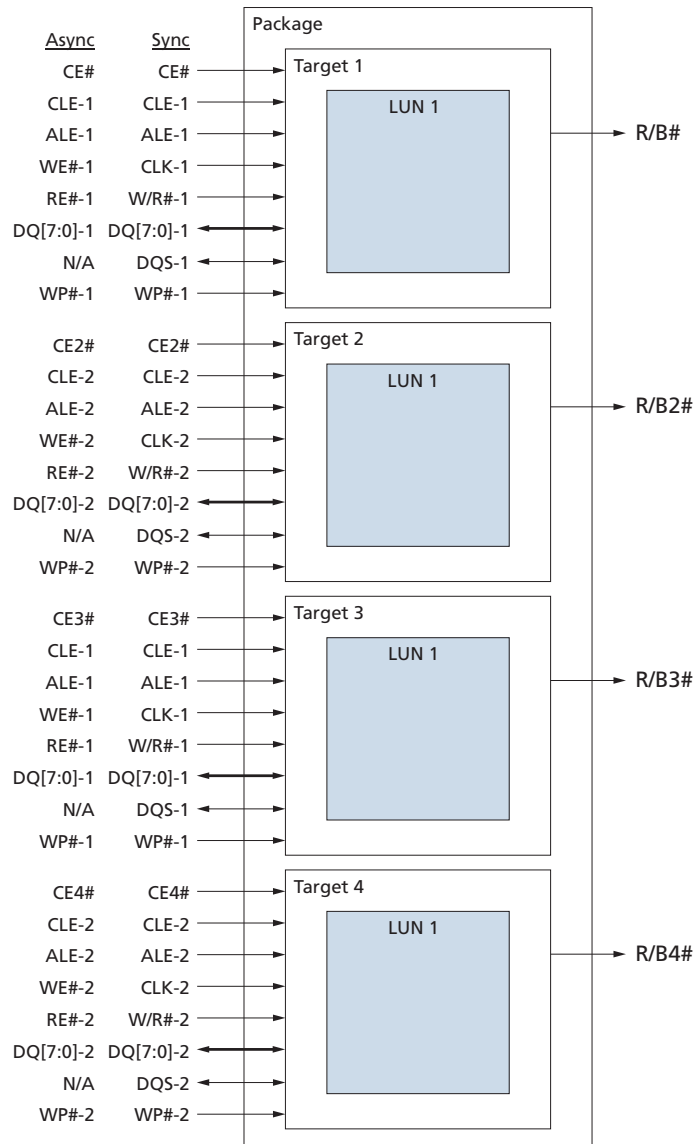 Package
Async Sync
Target 1
CE# CE#
LUN 1
CLE-1 CLE-1
ALE-1 ALE-1 R/B#
WE#-1 CLK-1
RE#-1 W/R#-1
DQ[7:0]-1 DQ[7:0]-1
N/A DQS-1
WP#-1 WP#-1
Target 2
CE2# CE2#
LUN 1
CLE-2 CLE-2
ALE-2 ALE-2 R/B2#
WE#-2 CLK-2
RE#-2 W/R#-2
DQ[7:0]-2 DQ[7:0]-2
N/A DQS-2
WP#-2 WP#-2
Target 3
CE3# CE3#
LUN 1
CLE-1 CLE-1
ALE-1 ALE-1 R/B3#
WE#-1 CLK-1
RE#-1 W/R#-1
DQ[7:0]-1 DQ[7:0]-1
N/A DQS-1
WP#-1 WP#-1
Target 4
CE4# CE4#
LUN 1
CLE-2 CLE-2
ALE-2 ALE-2 R/B4#
WE#-2 CLK-2
RE#-2 W/R#-2
DQ[7:0]-2 DQ[7:0]-2
N/A DQS-2
WP#-2 WP#-2